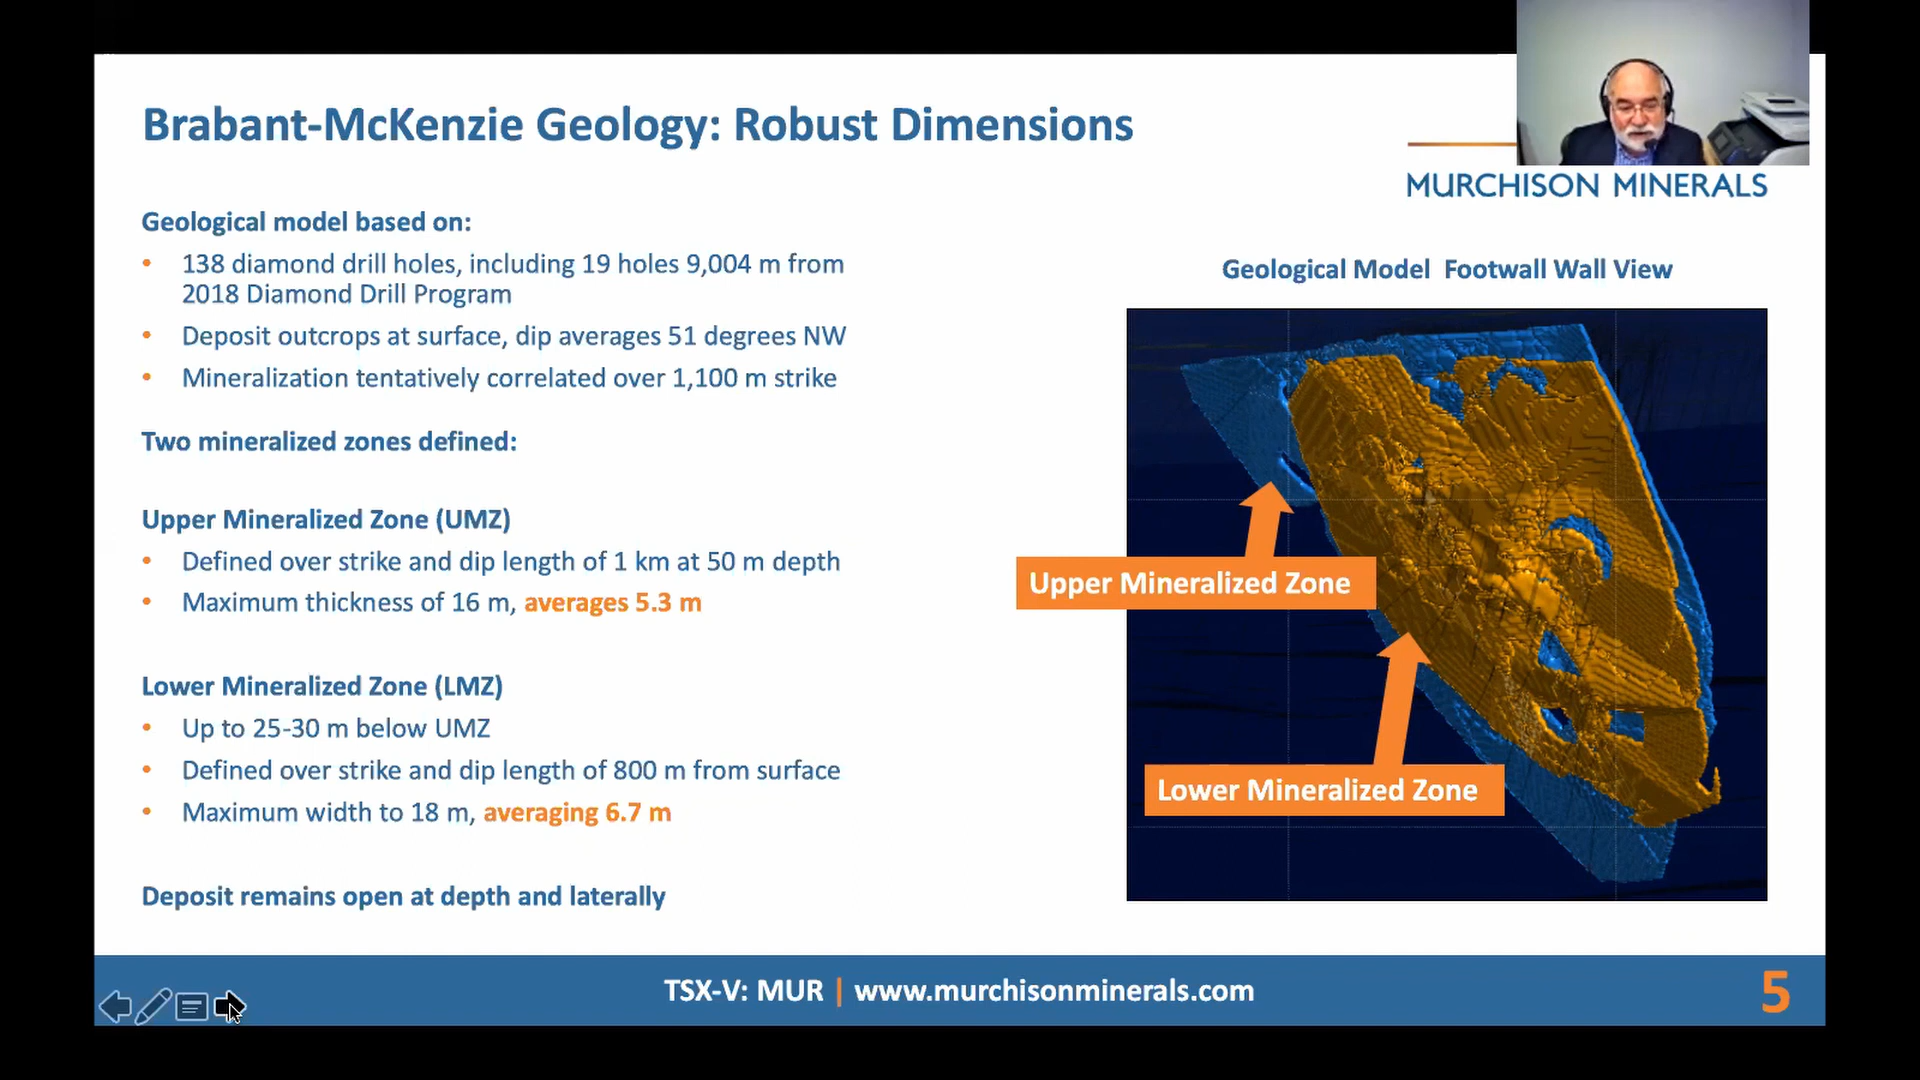 Brabant-McKenzie Geology: Robust Dimensions
MURCHISON MINERALS
Geological model based on:
• 138 diamond drill holes, including 19 holes 9,004 m from
2018 Diamond Drill Program
• Deposit outcrops at surface, dip averages 51 degrees NW
• Mineralization tentatively correlated over 1,100 m strike
Two mineralized zones defined:
Upper Mineralized Zone (UMZ)
• Defined over strike and dip length of 1 km at 50 m depth
• Maximum thickness of 16 m, averages 5.3 m
Lower Mineralized Zone (LMZ)
• Up to 25-30 m below UMZ
• Defined over strike and dip length of 800 m from surface
• Maximum width to 18 m, averaging 6.7 m
Deposit remains open at depth and laterally
Geological Model Footwall Wall View
Upper Mineralized Zone
Lower Mineralized Zone
TSX-V: MUR | www.murchisonminerals.com
5